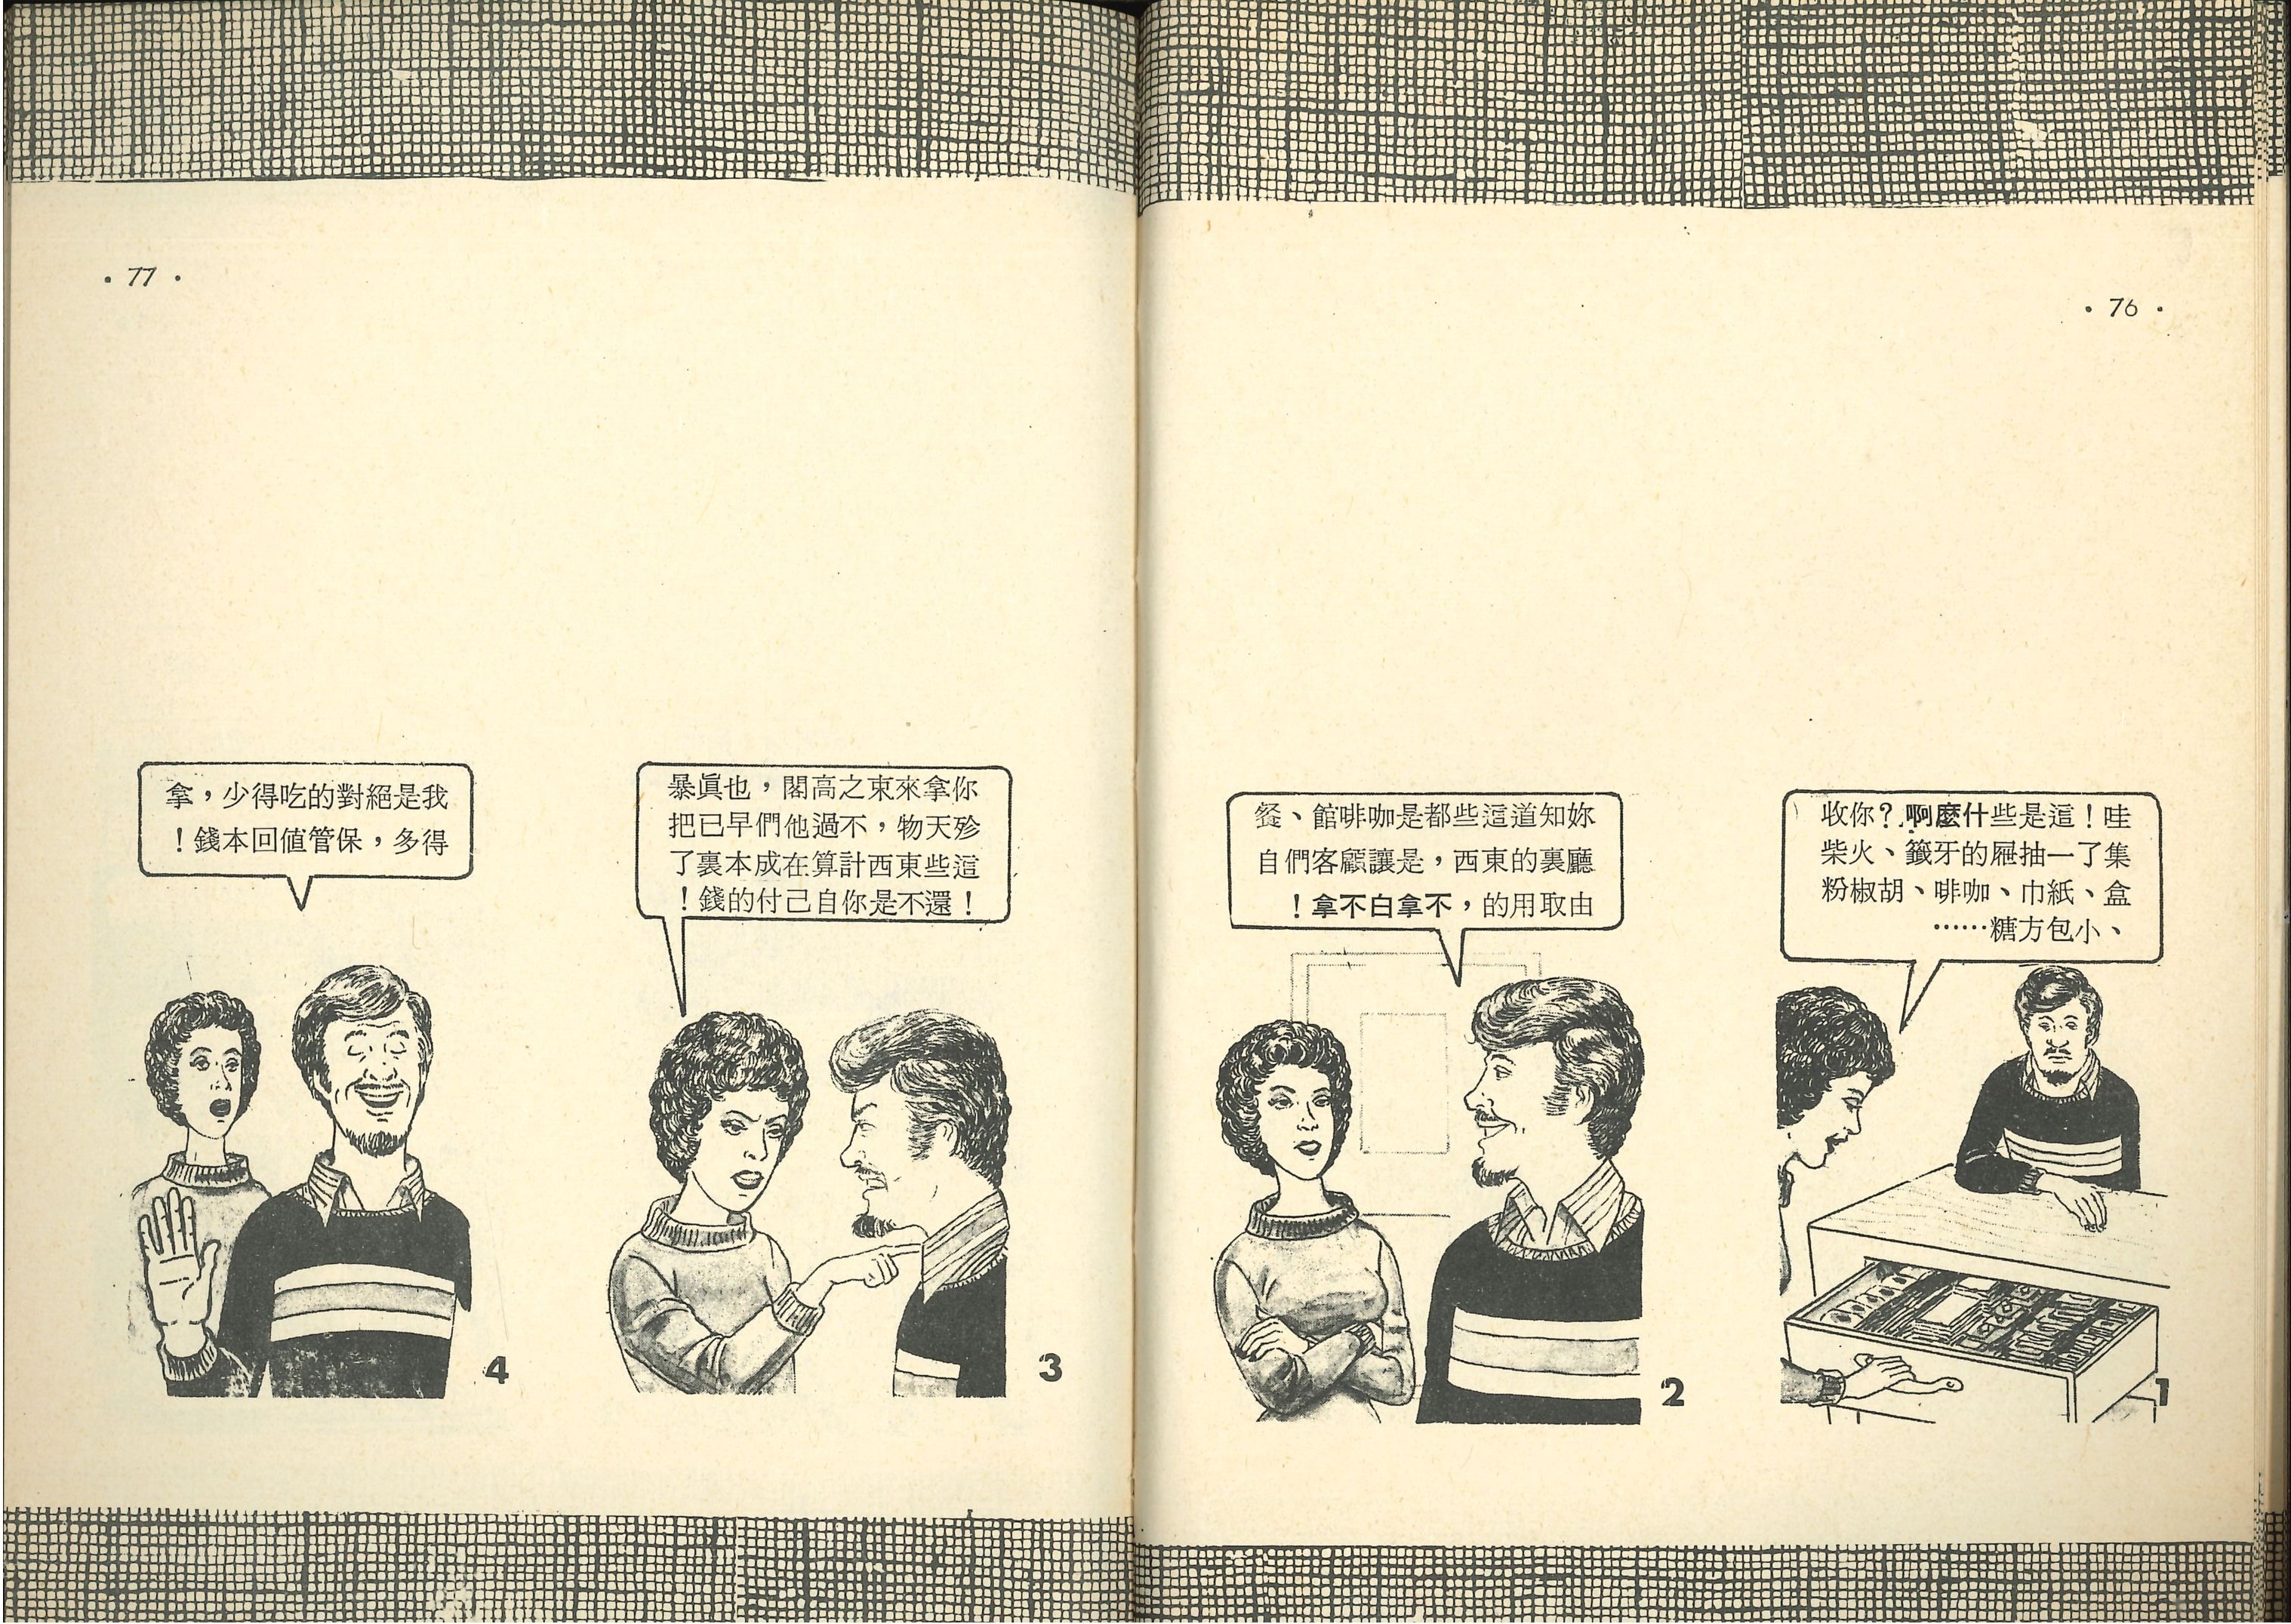 • 76 •
哇！這是些什麼啊？你收
集了一抽屜的牙籤、火柴
盒、紙巾、咖啡、胡椒粉
、小包方糖……
1
妳知道這些都是咖啡館、餐
廳裏的東西，是讓顧客們自
由取用的，不拿白不拿！
2
• 77 •
你拿來束之高閣，也眞暴
殄天物，不過他們早已把
這些東西計算在成本裏了
！還不是你自己付的錢！
3
我是絕對的吃得少，拿
得多，保管值回本錢！
4